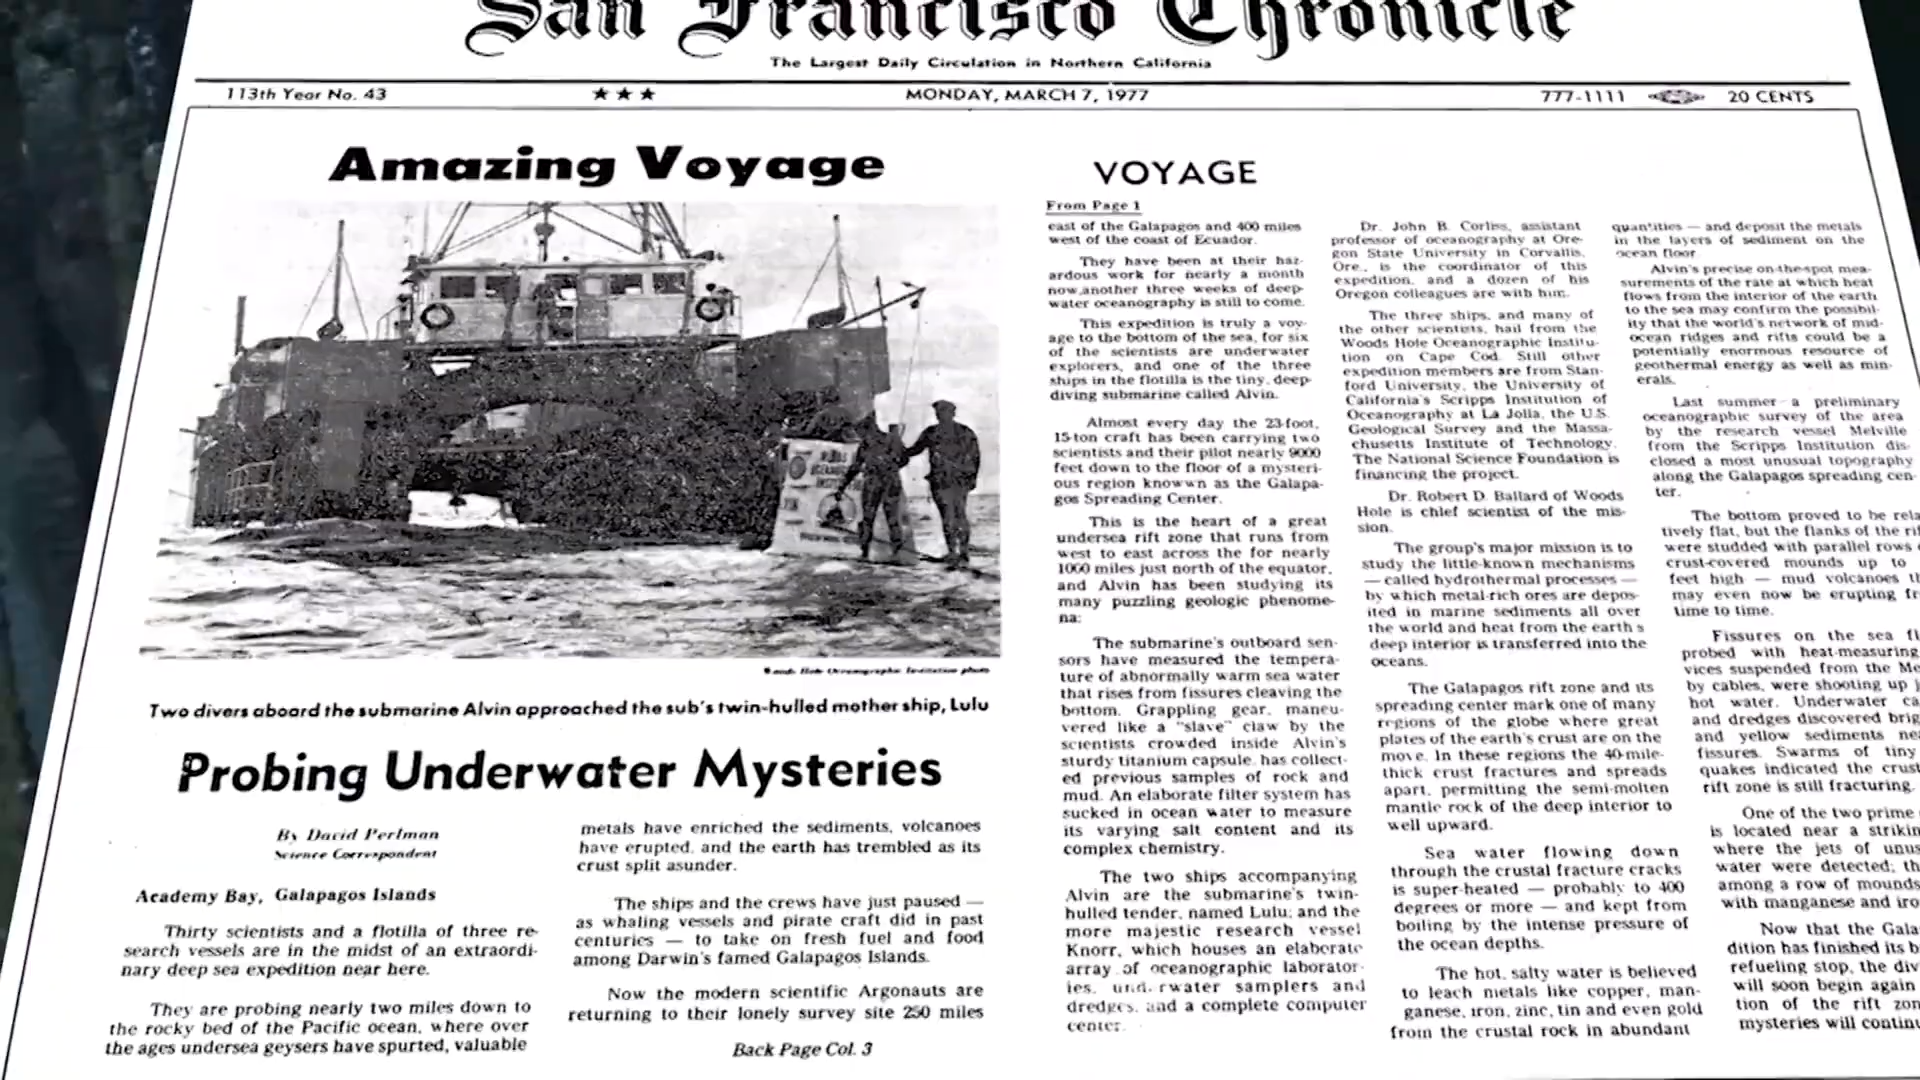 San Francisco Chronicle
The Largest Daily Circulation in Northern California
113th Year No. 43
★ ★ ★
MONDAY, MARCH 7, 1977
777-1111
20 CENTS
Amazing Voyage
Woods Hole Oceanographic Institution photo
Two divers aboard the submarine Alvin approached the sub's twin-hulled mother ship, Lulu
Probing Underwater Mysteries
By David Perlman
Science Correspondent
Academy Bay, Galapagos Islands
Thirty scientists and a flotilla of three re-
search vessels are in the midst of an extraordi-
nary deep sea expedition near here.
They are probing nearly two miles down to
the rocky bed of the Pacific ocean, where over
the ages undersea geysers have spurted, valuable
metals have enriched the sediments, volcanoes
have erupted, and the earth has trembled as its
crust split asunder.
The ships and the crews have just paused —
as whaling vessels and pirate craft did in past
centuries — to take on fresh fuel and food
among Darwin's famed Galapagos Islands.
Now the modern scientific Argonauts are
returning to their lonely survey site 250 miles
Back Page Col. 3
VOYAGE
From Page 1
east of the Galapagos and 400 miles
west of the coast of Ecuador.
They have been at their haz-
ardous work for nearly a month
now, another three weeks of deep-
water oceanography is still to come.
This expedition is truly a voy-
age to the bottom of the sea, for six
of the scientists are underwater
explorers, and one of the three
ships in the flotilla is the tiny, deep-
diving submarine called Alvin.
Almost every day the 23-foot,
15-ton craft has been carrying two
scientists and their pilot nearly 9000
feet down to the floor of a mysteri-
ous region knowwn as the Galapa-
gos Spreading Center.
This is the heart of a great
undersea rift zone that runs from
west to east across the for nearly
1000 miles just north of the equator,
and Alvin has been studying its
many puzzling geologic phenome-
na:
The submarine's outboard sen-
sors have measured the tempera-
ture of abnormally warm sea water
that rises from fissures cleaving the
bottom. Grappling gear, maneu-
vered like a "slave" claw by the
scientists crowded inside Alvin's
sturdy titanium capsule, has collect-
ed previous samples of rock and
mud. An elaborate filter system has
sucked in ocean water to measure
its varying salt content and its
complex chemistry.
The two ships accompanying
Alvin are the submarine's twin-
hulled tender, named Lulu; and the
more majestic research vessel
Knorr, which houses an elaborate
array of oceanographic laborator-
ies, underwater samplers and
dredges, and a complete computer
center.
Dr. John B. Corliss, assistant
professor of oceanography at Ore-
gon State University in Corvallis,
Ore., is the coordinator of this
expedition, and a dozen of his
Oregon colleagues are with him.
The three ships, and many of
the other scientists, hail from the
Woods Hole Oceanographic Institu-
tion on Cape Cod. Still other
expedition members are from Stan-
ford University, the University of
California's Scripps Institution of
Oceanography at La Jolla, the U.S.
Geological Survey and the Massa-
chusetts Institute of Technology.
The National Science Foundation is
financing the project.
Dr. Robert D. Ballard of Woods
Hole is chief scientist of the mis-
sion.
The group's major mission is to
study the little-known mechanisms
— called hydrothermal processes —
by which metal-rich ores are depos-
ited in marine sediments all over
the world and heat from the earth's
deep interior is transferred into the
oceans.
The Galapagos rift zone and its
spreading center mark one of many
regions of the globe where great
plates of the earth's crust are on the
move. In these regions the 40-mile-
thick crust fractures and spreads
apart, permitting the semi-molten
mantle rock of the deep interior to
well upward.
Sea water flowing down
through the crustal fracture cracks
is super-heated — probably to 400
degrees or more — and kept from
boiling by the intense pressure of
the ocean depths.
The hot, salty water is believed
to leach metals like copper, man-
ganese, iron, zinc, tin and even gold
from the crustal rock in abundant
quantities — and deposit the metals
in the layers of sediment on the
ocean floor.
Alvin's precise on-the-spot mea-
surements of the rate at which heat
flows from the interior of the earth
to the sea may confirm the possibil-
ity that the world's network of mid-
ocean ridges and rifts could be a
potentially enormous resource of
geothermal energy as well as min-
erals.
Last summer a preliminary
oceanographic survey of the area
by the research vessel Melville
from the Scripps Institution dis-
closed a most unusual topography
along the Galapagos spreading cen-
ter.
The bottom proved to be rela
tively flat, but the flanks of the
were studded with parallel rows
crust-covered mounds up to
feet high — mud volcanoes
may even now be erupting
time to time.
Fissures on the sea
probed with heat-measuring
vices suspended from the
by cables, were shooting up
hot water. Underwater
and dredges discovered
and yellow sediments
fissures. Swarms of tiny
quakes indicated the crust
rift zone is still fracturing.
One of the two prime
is located near a
where the jets of
water were detected;
among a row of mounds
with manganese and
Now that the
dition has finished its
refueling stop, the
will soon begin again
tion of the rift
mysteries will